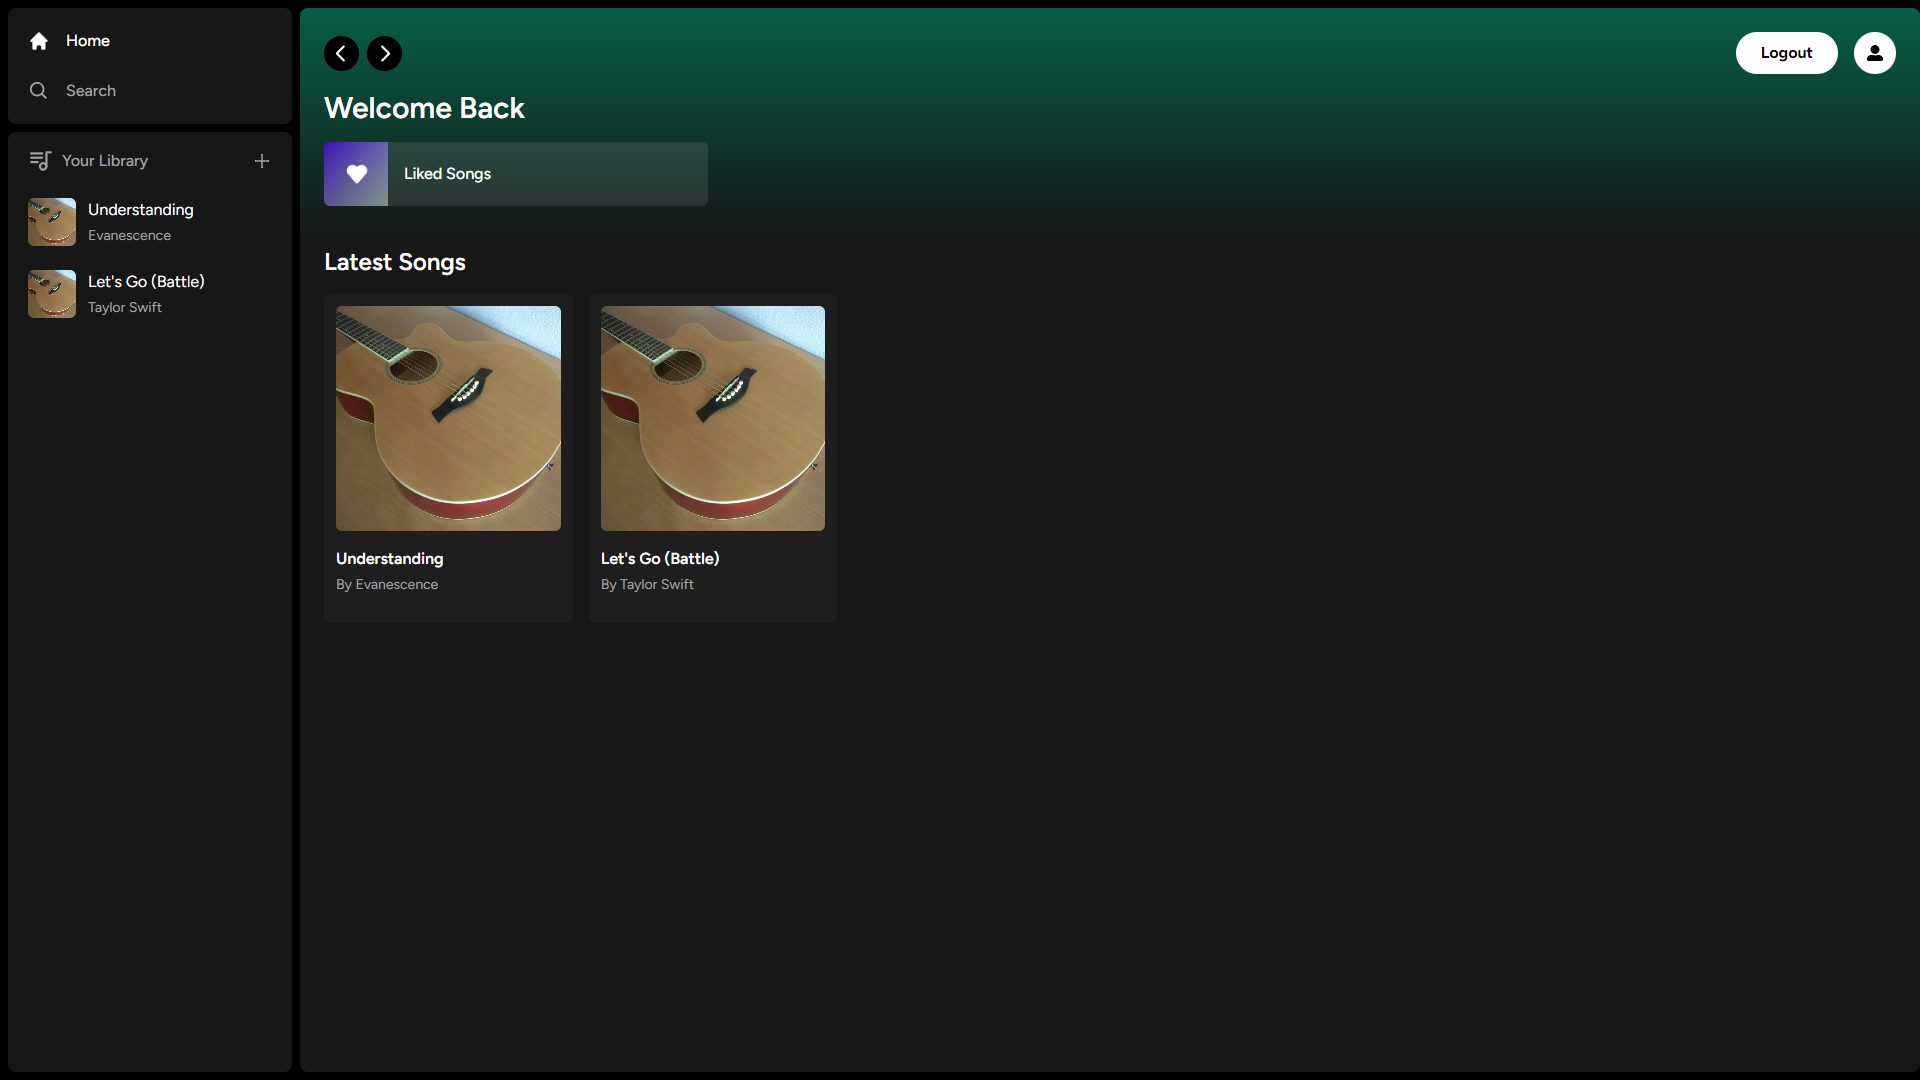 Home
Search
Your Library
Understanding
Evanescence
Let's Go (Battle)
Taylor Swift
Logout
Welcome Back
Liked Songs
Latest Songs
Understanding
By Evanescence
Let's Go (Battle)
By Taylor Swift